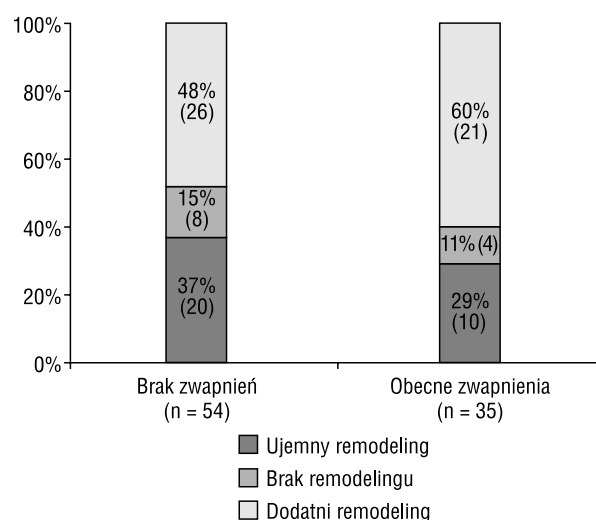 100%
80%
60%
40%
20%
0%
48%
(26)
15%
(8)
37%
(20)
60%
(21)
11% (4)
29%
(10)
Brak zwapnień
(n = 54)
Obecne zwapnienia
(n = 35)
Ujemny remodeling
Brak remodelingu
Dodatni remodeling